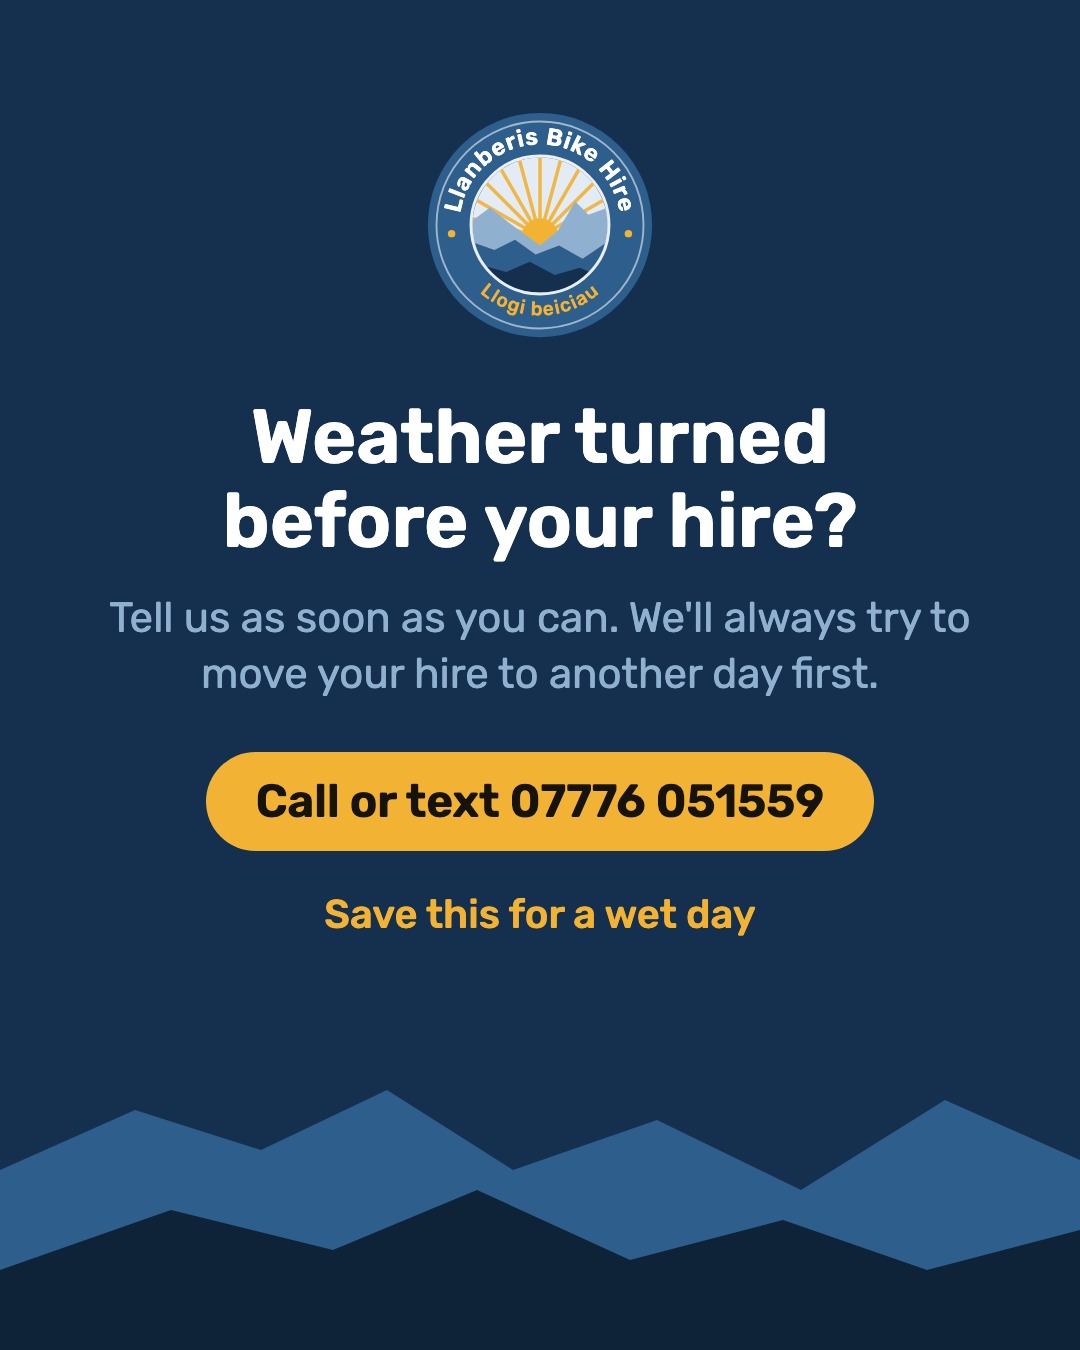 Llanberis Bike Hire
Llogi beiciau
Weather turned
before your hire?
Tell us as soon as you can. We'll always try to
move your hire to another day first.
Call or text 07776 051559
Save this for a wet day